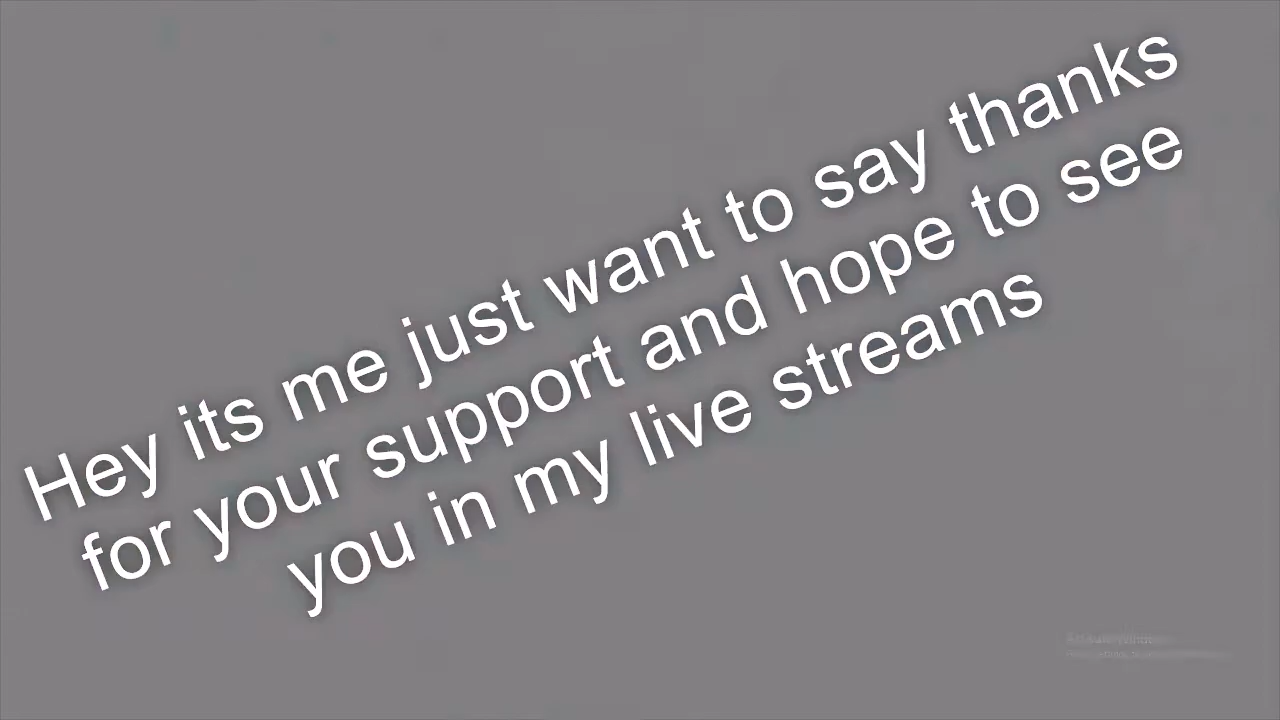 Hey its me just want to say thanks
for your support and hope to see
you in my live streams